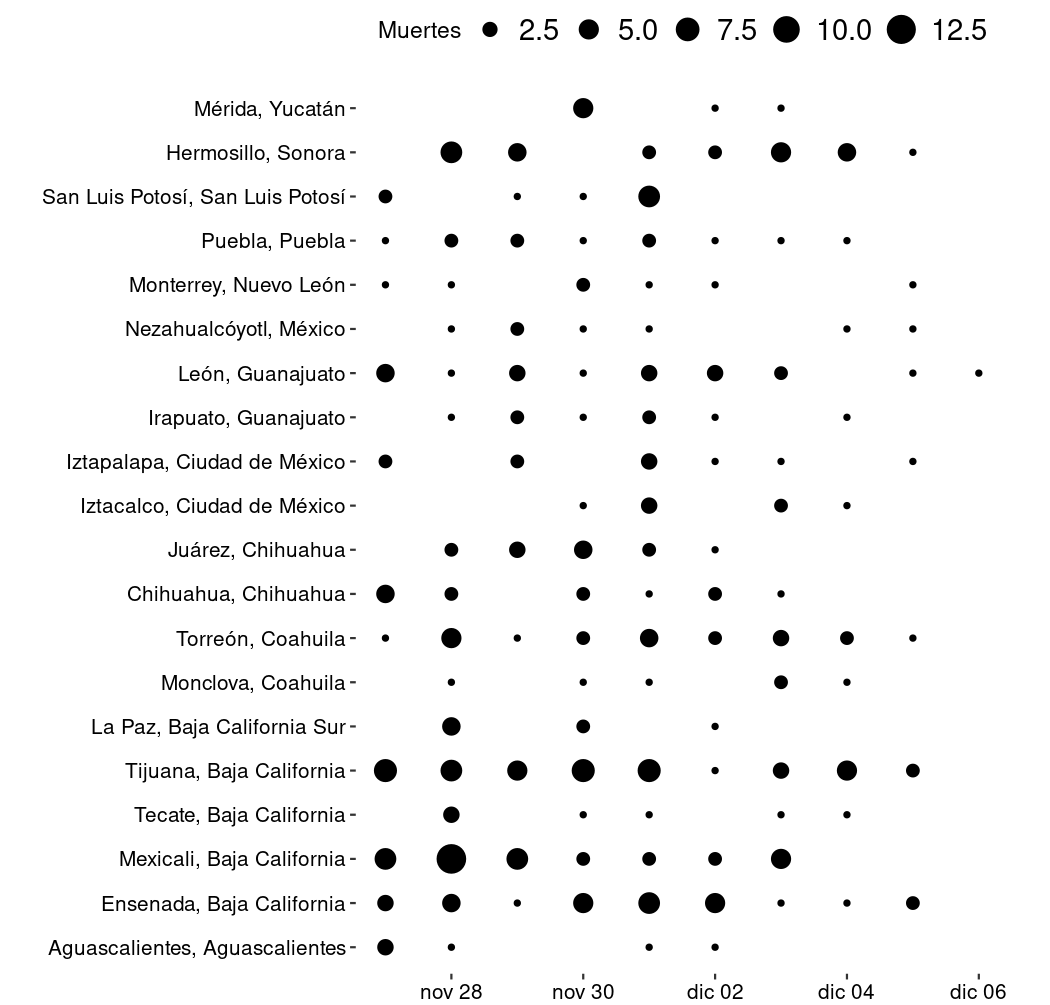 Muertes 2.5 5.0 7.5 10.0 12.5
Mérida, Yucatán
Hermosillo, Sonora
San Luis Potosí, San Luis Potosí
Puebla, Puebla
Monterrey, Nuevo León
Nezahualcóyotl, México
León, Guanajuato
Irapuato, Guanajuato
Iztapalapa, Ciudad de México
Iztacalco, Ciudad de México
Juárez, Chihuahua
Chihuahua, Chihuahua
Torreón, Coahuila
Monclova, Coahuila
La Paz, Baja California Sur
Tijuana, Baja California
Tecate, Baja California
Mexicali, Baja California
Ensenada, Baja California
Aguascalientes, Aguascalientes
nov 28 nov 30 dic 02 dic 04 dic 06